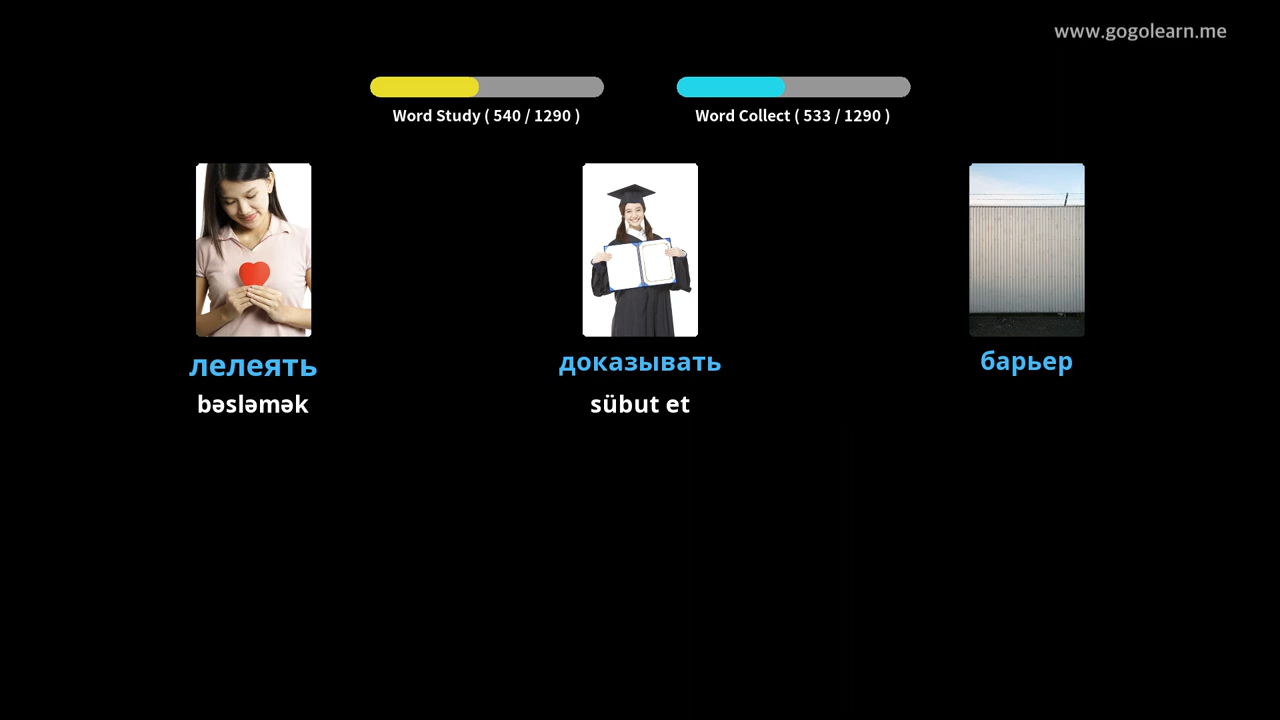 www.gogolearn.me
Word Study ( 540 / 1290 )
Word Collect ( 533 / 1290 )
лелеять
доказывать
барьер
bəsləmək
sübut et